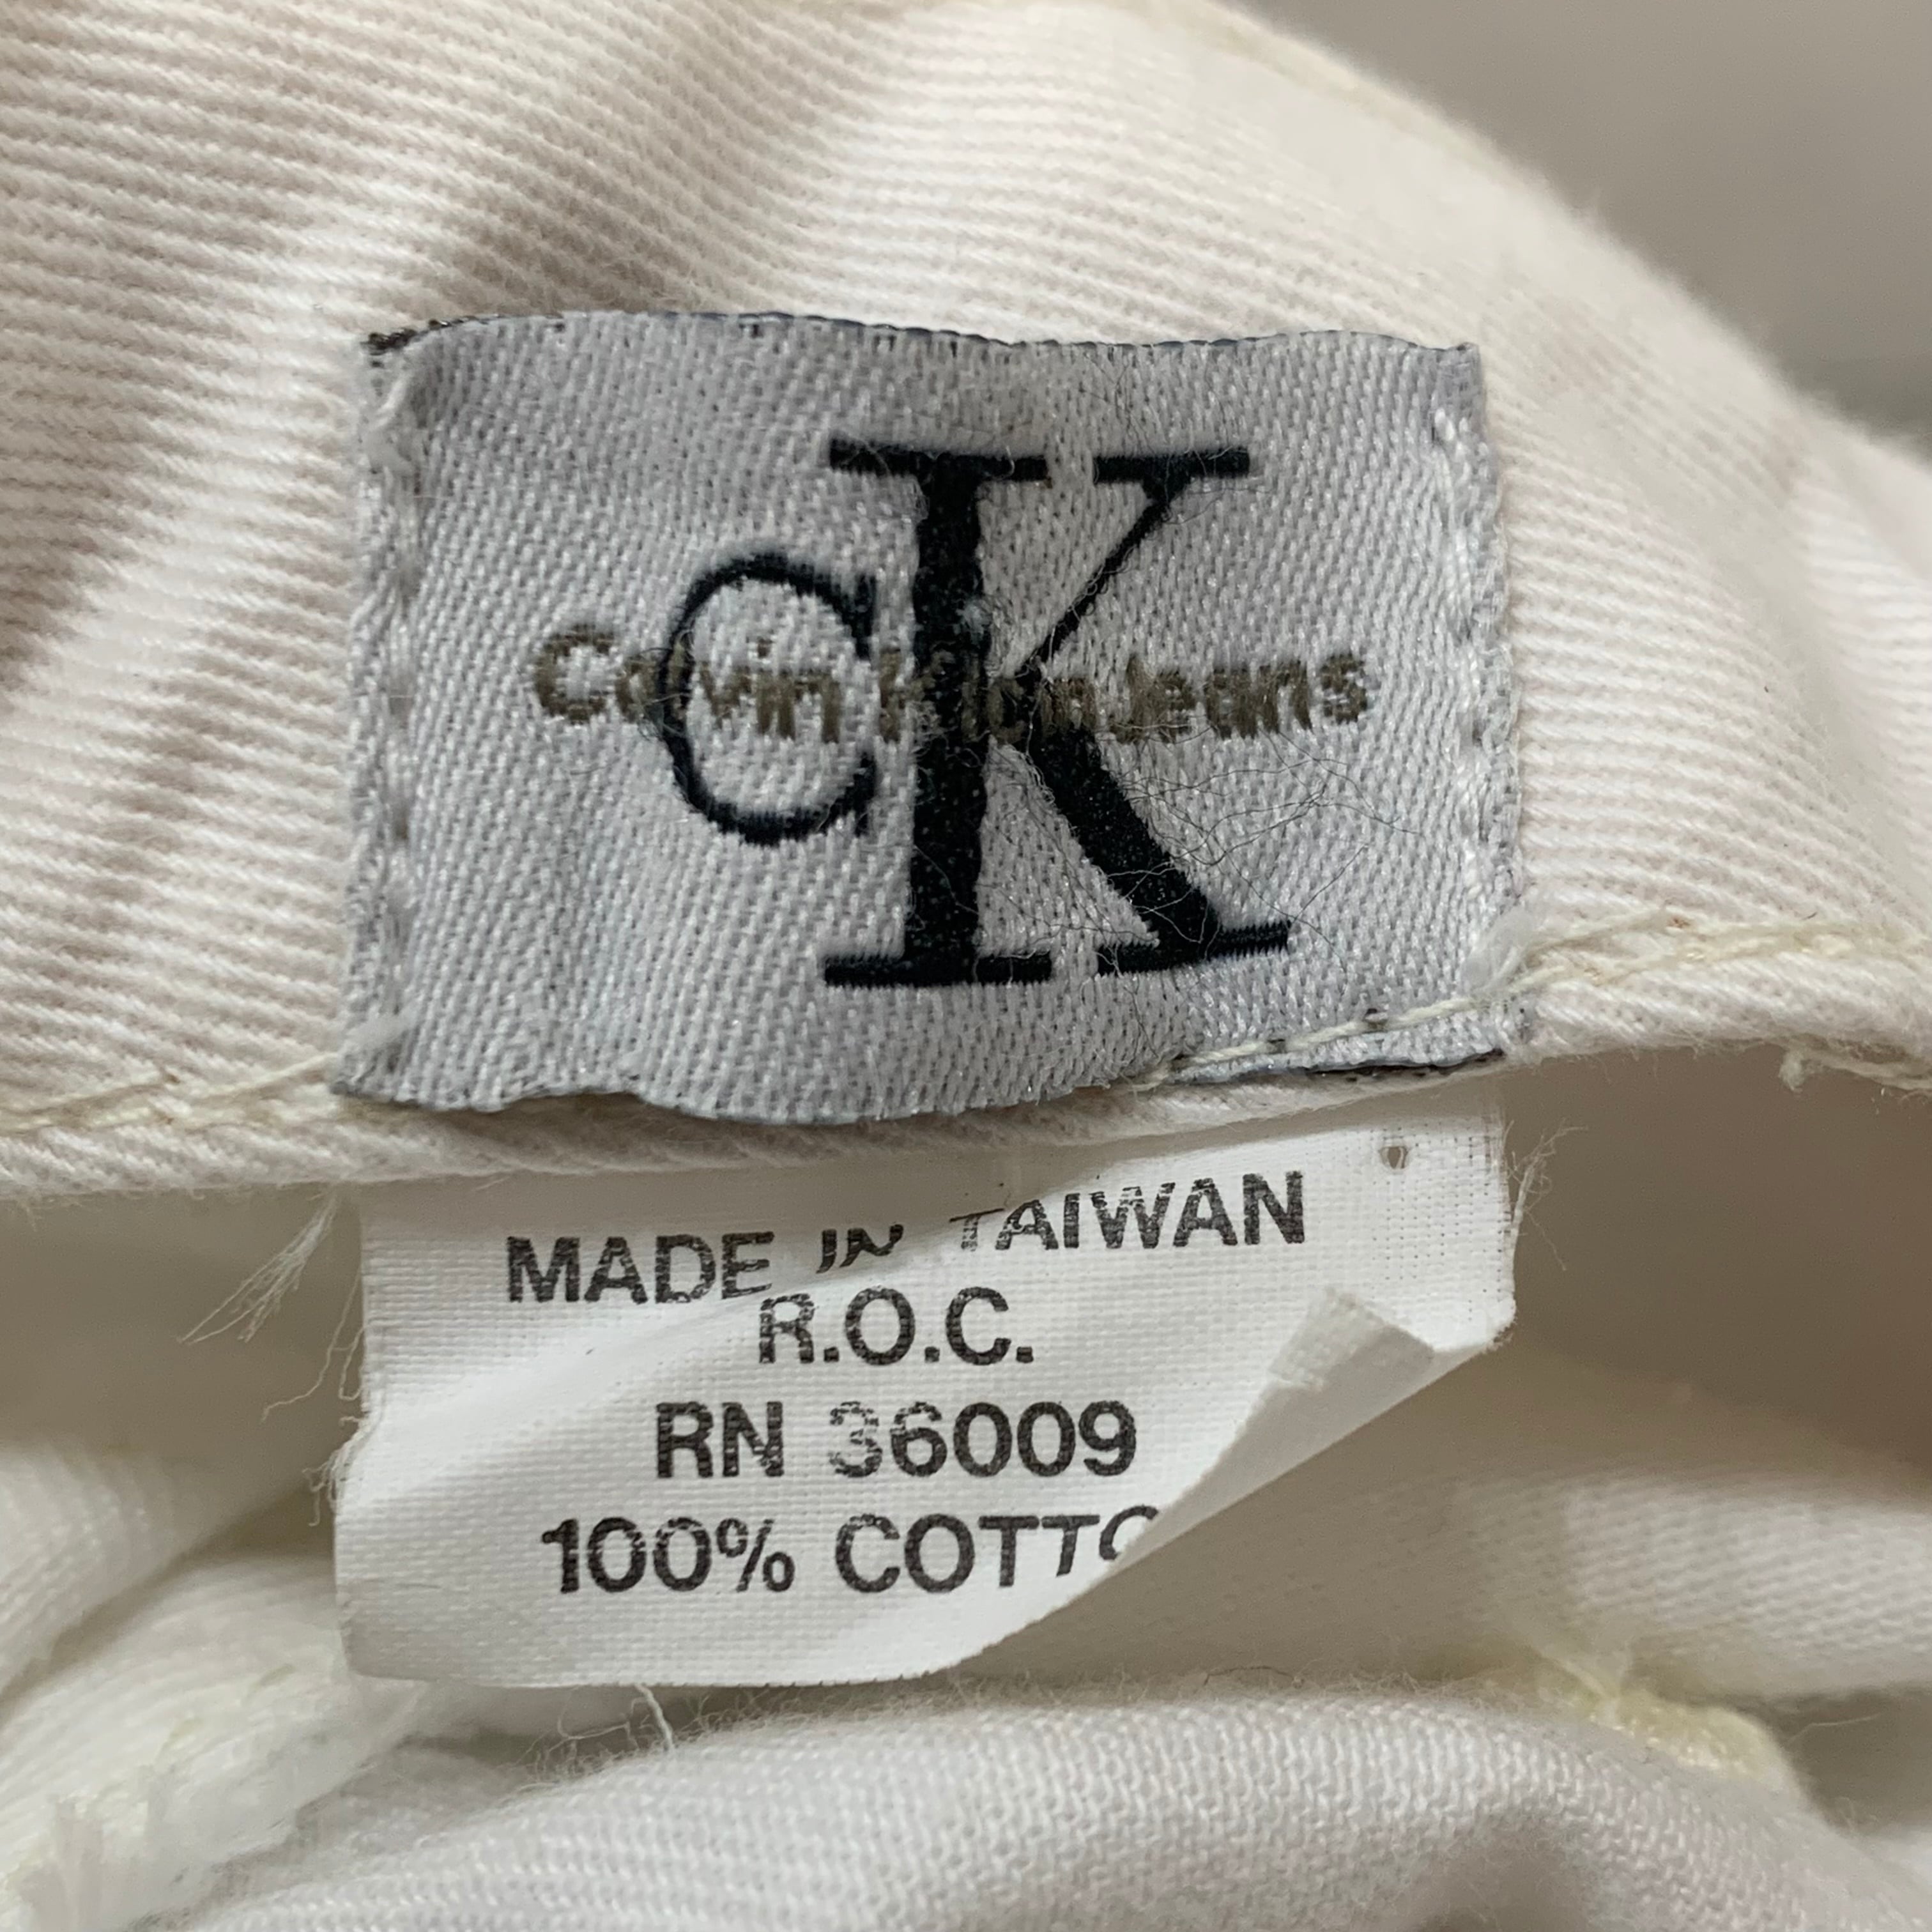 CK
Calvin Klein Jeans
MADE IN TAIWAN
R.O.C.
RN 36009
100% COTTO